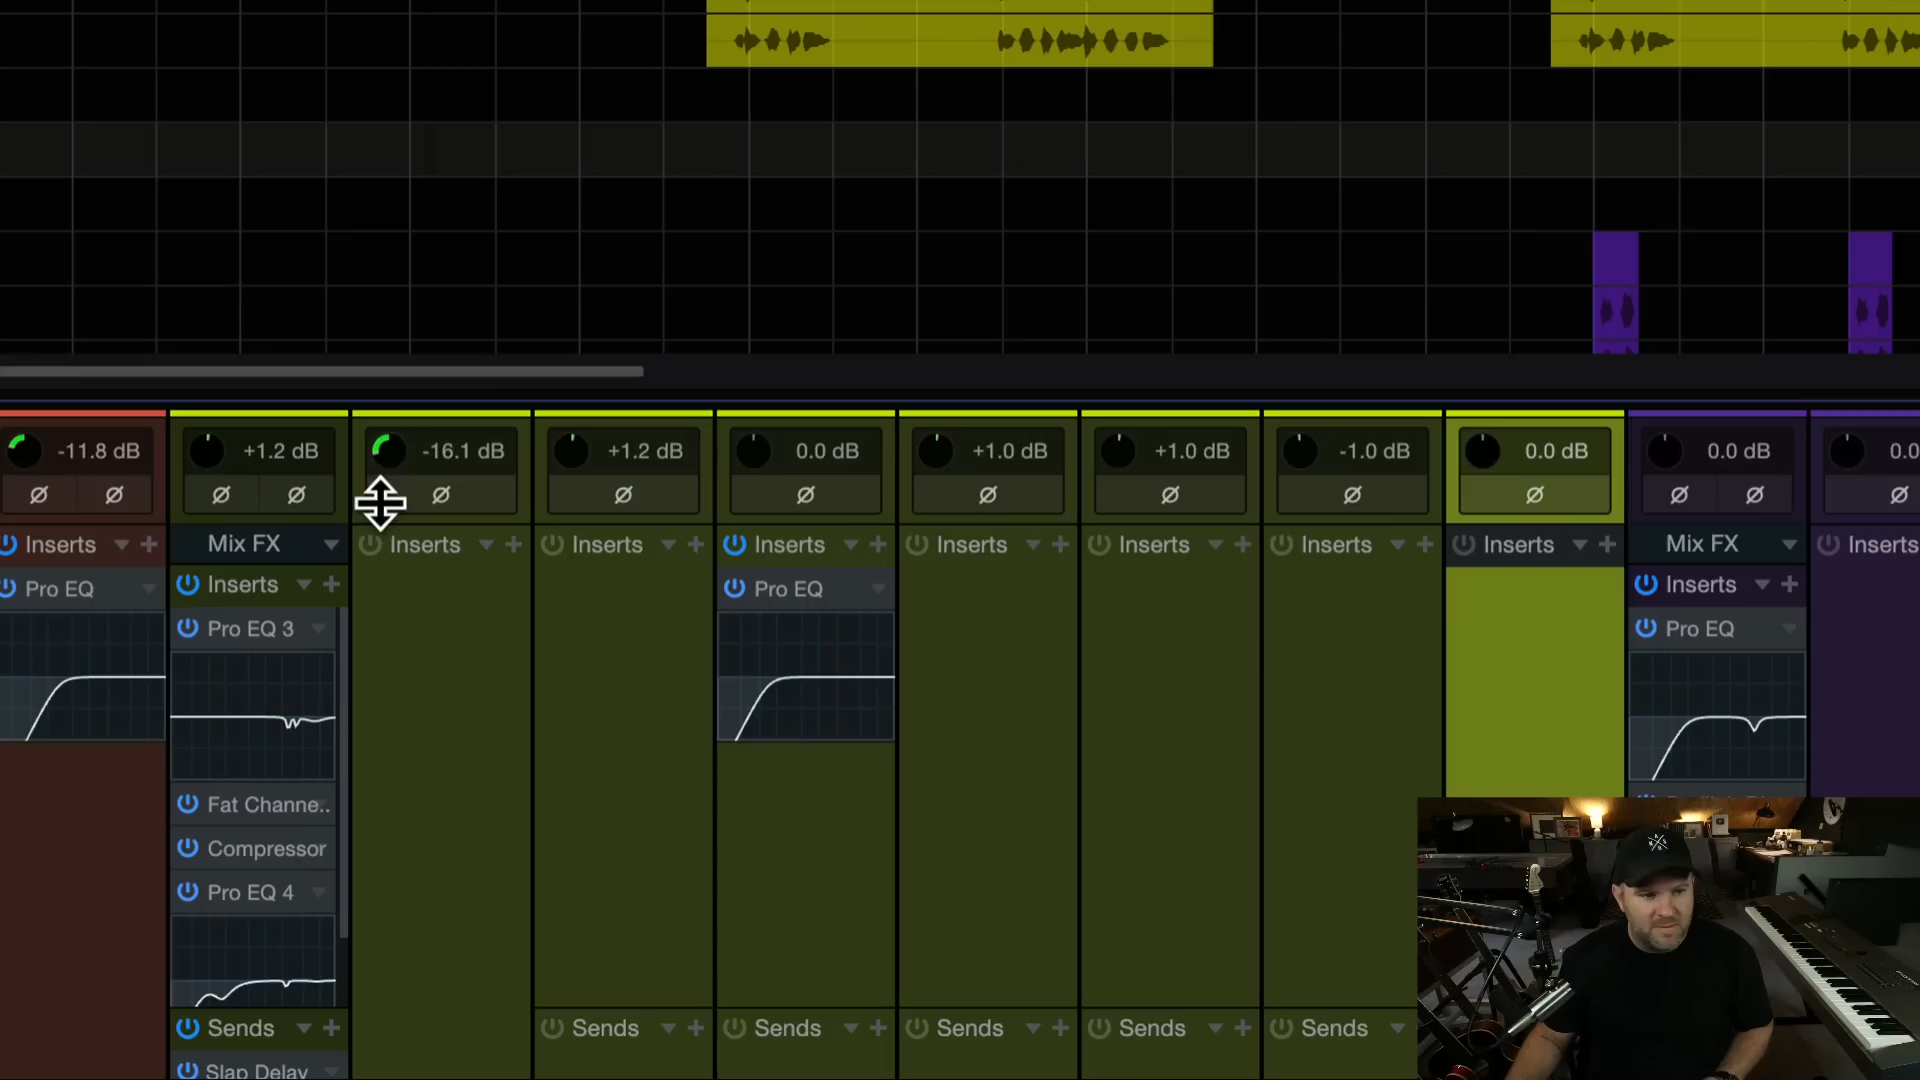 -11.8 dB
+1.2 dB
-16.1 dB
+1.2 dB
0.0 dB
+1.0 dB
+1.0 dB
-1.0 dB
0.0 dB
0.0 dB
0.0
Ø Ø
Ø Ø
Ø
Ø
Ø
Ø
Ø
Ø
Ø
Ø Ø
Ø
Inserts
Mix FX
Inserts
Inserts
Inserts
Inserts
Inserts
Inserts
Inserts
Mix FX
Inserts
Pro EQ
Inserts
Pro EQ
Inserts
Pro EQ 3
Pro EQ
Fat Channe..
Compressor
Pro EQ 4
Sends
Sends
Sends
Sends
Sends
Sends
Slap Delay